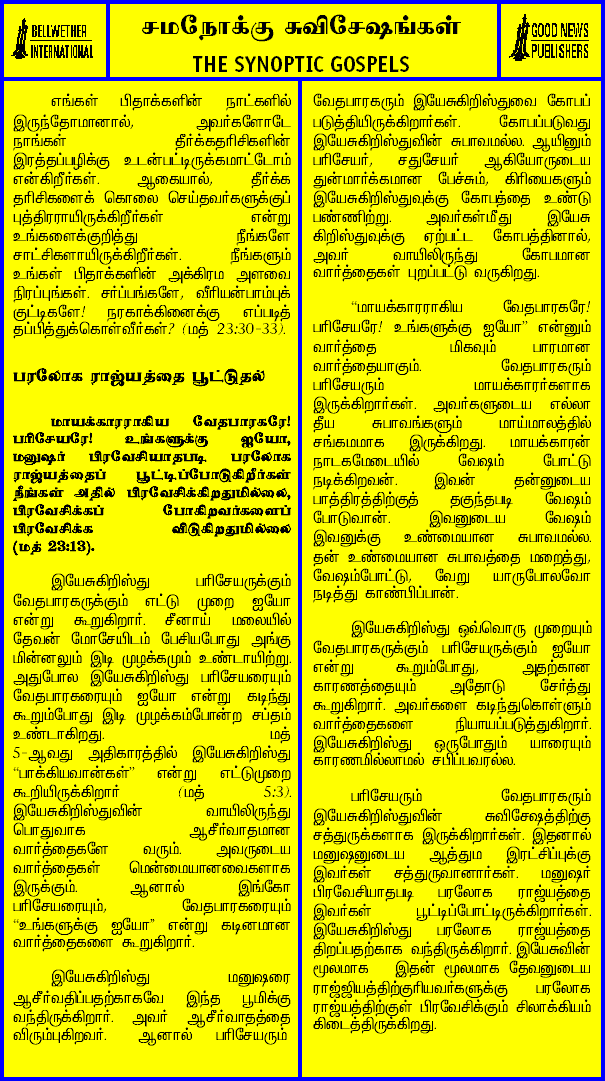 BELLWETHER
INTERNATIONAL
சமநோக்கு சுவிசேஷங்கள்
THE SYNOPTIC GOSPELS
GOOD NEWS
PUBLISHERS
எங்கள் பிதாக்களின் நாட்களில்
இருந்தோமானால், அவர்களோடே
நாங்கள் தீர்க்கதரிசிகளின்
இரத்தப்பழிக்கு உடன்பட்டிருக்கமாட்டோம்
என்கிறீர்கள். ஆகையால், தீர்க்க
தரிசிகளைக் கொலை செய்தவர்களுக்குப்
புத்திரராயிருக்கிறீர்கள் என்று
உங்களைக்குறித்து நீங்களே
சாட்சிகளாயிருக்கிறீர்கள். நீங்களும்
உங்கள் பிதாக்களின் அக்கிரம அளவை
நிரப்புங்கள். சர்ப்பங்களே, வீரியன்பாம்புக்
குட்டிகளே! நரகாக்கினைக்கு எப்படித்
தப்பித்துக்கொள்வீர்கள்? (மத் 23:30-33).
பரலோக ராஜ்யத்தை பூட்டுதல்
மாயக்காரராகிய வேதபாரகரே!
பரிசேயரே! உங்களுக்கு ஐயோ,
மனுஷர் பிரவேசியாதபடி பரலோக
ராஜ்யத்தைப் பூட்டிப்போடுகிறீர்கள்
நீங்கள் அதில் பிரவேசிக்கிறதுமில்லை,
பிரவேசிக்கப் போகிறவர்களைப்
பிரவேசிக்க விடுகிறதுமில்லை
(மத் 23:13).
இயேசுகிறிஸ்து பரிசேயருக்கும்
வேதபாரகருக்கும் எட்டு முறை ஐயோ
என்று கூறுகிறார். சீனாய் மலையில்
தேவன் மோசேயிடம் பேசியபோது அங்கு
மின்னலும் இடி முழக்கமும் உண்டாயிற்று.
அதுபோல இயேசுகிறிஸ்து பரிசேயரையும்
வேதபாரகரையும் ஐயோ என்று கடிந்து
கூறும்போது இடி முழக்கம்போன்ற சப்தம்
உண்டாகிறது. மத்
5-ஆவது அதிகாரத்தில் இயேசுகிறிஸ்து
“பாக்கியவான்கள்” என்று எட்டுமுறை
கூறியிருக்கிறார் (மத் 5:3).
இயேசுகிறிஸ்துவின் வாயிலிருந்து
பொதுவாக ஆசீர்வாதமான
வார்த்தைகளே வரும். அவருடைய
வார்த்தைகள் மென்மையானவைகளாக
இருக்கும். ஆனால் இங்கோ
பரிசேயரையும், வேதபாரகரையும்
“உங்களுக்கு ஐயோ” என்று கடினமான
வார்த்தைகளை கூறுகிறார்.
இயேசுகிறிஸ்து மனுஷரை
ஆசீர்வதிப்பதற்காகவே இந்த பூமிக்கு
வந்திருக்கிறார். அவர் ஆசீர்வாதத்தை
விரும்புகிறவர். ஆனால் பரிசேயரும்
வேதபாரகரும் இயேசுகிறிஸ்துவை கோபப்
படுத்தியிருக்கிறார்கள். கோபப்படுவது
இயேசுகிறிஸ்துவின் சுபாவமல்ல. ஆயினும்
பரிசேயர், சதுசேயர் ஆகியோருடைய
துன்மார்க்கமான பேச்சும், கிரியைகளும்
இயேசுகிறிஸ்துவுக்கு கோபத்தை உண்டு
பண்ணிற்று. அவர்கள்மீது இயேசு
கிறிஸ்துவுக்கு ஏற்பட்ட கோபத்தினால்,
அவர் வாயிலிருந்து கோபமான
வார்த்தைகள் புறப்பட்டு வருகிறது.
“மாயக்காரராகிய வேதபாரகரே!
பரிசேயரே! உங்களுக்கு ஐயோ” என்னும்
வார்த்தை மிகவும் பாரமான
வார்த்தையாகும். வேதபாரகரும்
பரிசேயரும் மாயக்காரர்களாக
இருக்கிறார்கள். அவர்களுடைய எல்லா
தீய சுபாவங்களும் மாய்மாலத்தில்
சங்கமமாக இருக்கிறது. மாயக்காரன்
நாடகமேடையில் வேஷம் போட்டு
நடிக்கிறவன். இவன் தன்னுடைய
பாத்திரத்திற்குத் தகுந்தபடி வேஷம்
போடுவான். இவனுடைய வேஷம்
இவனுக்கு உண்மையான சுபாவமல்ல.
தன் உண்மையான சுபாவத்தை மறைத்து,
வேஷம்போட்டு, வேறு யாருபோலவோ
நடித்து காண்பிப்பான்.
இயேசுகிறிஸ்து ஒவ்வொரு முறையும்
வேதபாரகருக்கும் பரிசேயருக்கும் ஐயோ
என்று கூறும்போது, அதற்கான
காரணத்தையும் அதோடு சேர்த்து
கூறுகிறார். அவர்களை கடிந்துகொள்ளும்
வார்த்தைகளை நியாயப்படுத்துகிறார்.
இயேசுகிறிஸ்து ஒருபோதும் யாரையும்
காரணமில்லாமல் சபிப்பவரல்ல.
பரிசேயரும் வேதபாரகரும்
இயேசுகிறிஸ்துவின் சுவிசேஷத்திற்கு
சத்துருக்களாக இருக்கிறார்கள். இதனால்
மனுஷனுடைய ஆத்தும இரட்சிப்புக்கு
இவர்கள் சத்துருவானார்கள். மனுஷர்
பிரவேசியாதபடி பரலோக ராஜ்யத்தை
இவர்கள் பூட்டிப்போட்டிருக்கிறார்கள்.
இயேசுகிறிஸ்து பரலோக ராஜ்யத்தை
திறப்பதற்காக வந்திருக்கிறார். இயேசுவின்
மூலமாக இதன் மூலமாக தேவனுடைய
ராஜ்ஜியத்திற்குரியவர்களுக்கு பரலோக
ராஜ்யத்திற்குள் பிரவேசிக்கும் சிலாக்கியம்
கிடைத்திருக்கிறது.